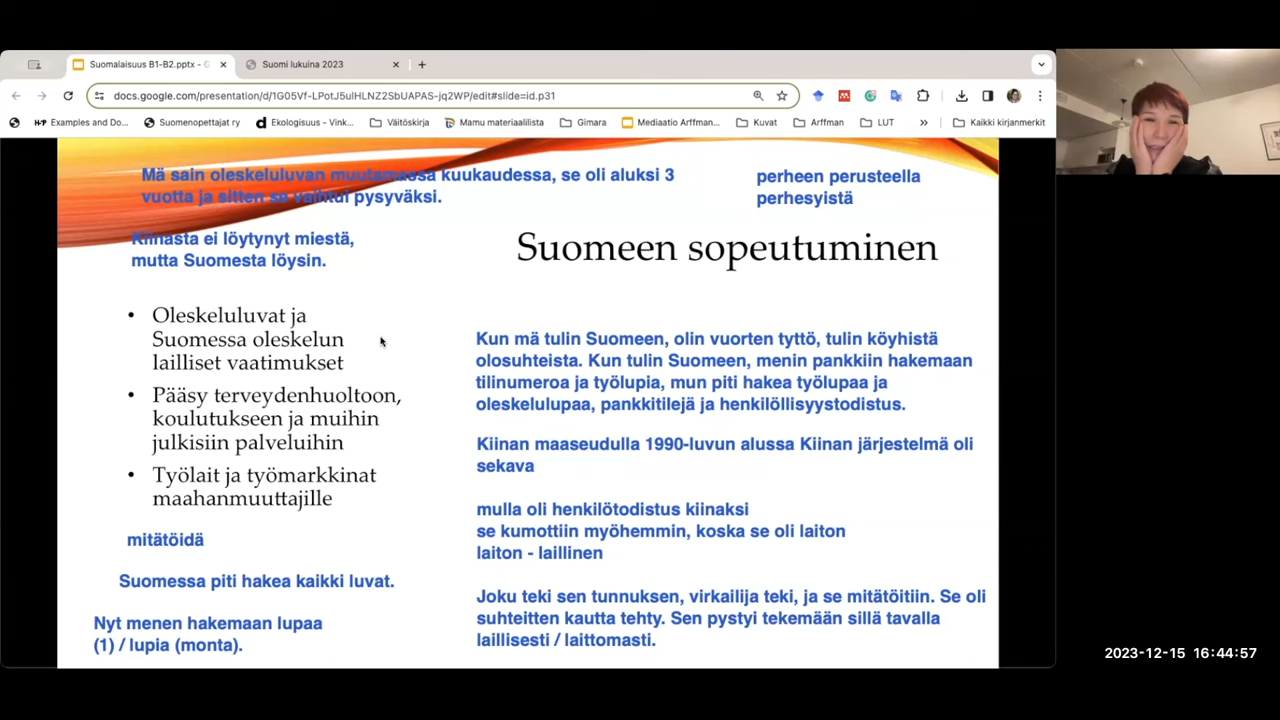 Suomalaisuus B1-B2.pptx - G
Suomi lukuina 2023
docs.google.com/presentation/d/1G05Vf-LPotJ5ulHLNZ2SbUAPAS-jq2WP/edit#slide=id.p31
Examples and Do...
Suomenopettajat ry
Ekologisuus - Vink...
Väitöskirja
Mamu materiaalilista
Gimara
Mediaatio Arffman...
Kuvat
Arffman
LUT
»
Kaikki kirjanmerkit
Mä sain oleskeluluvan muutamassa kuukaudessa, se oli aluksi 3
vuotta ja sitten se vaihtui pysyväksi.
perheen perusteella
perhesyistä
Kiinasta ei löytynyt miestä,
mutta Suomesta löysin.
Suomeen sopeutuminen
• Oleskeluluvat ja
Suomessa oleskelun
lailliset vaatimukset
• Pääsy terveydenhuoltoon,
koulutukseen ja muihin
julkisiin palveluihin
• Työlait ja työmarkkinat
maahanmuuttajille
mitätöidä
Suomessa piti hakea kaikki luvat.
Nyt menen hakemaan lupaa
(1) / lupia (monta).
Kun mä tulin Suomeen, olin vuorten tyttö, tulin köyhistä
olosuhteista. Kun tulin Suomeen, menin pankkiin hakemaan
tilinumeroa ja työlupia, mun piti hakea työlupaa ja
oleskelulupaa, pankkitilejä ja henkilöllisyystodistus.
Kiinan maaseudulla 1990-luvun alussa Kiinan järjestelmä oli
sekava
mulla oli henkilötodistus kiinaksi
se kumottiin myöhemmin, koska se oli laiton
laiton - laillinen
Joku teki sen tunnuksen, virkailija teki, ja se mitätöitiin. Se oli
suhteitten kautta tehty. Sen pystyi tekemään sillä tavalla
laillisesti / laittomasti.
2023-12-15 16:44:57